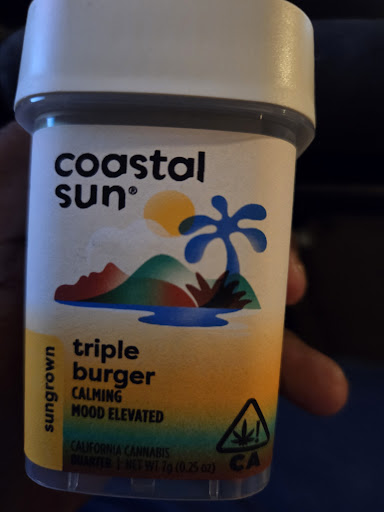 coastal
sun®
sungrown
triple
burger
CALMING
MOOD ELEVATED
CALIFORNIA CANNABIS
QUARTER | NET WT 7g (0.25 oz)
!
CA